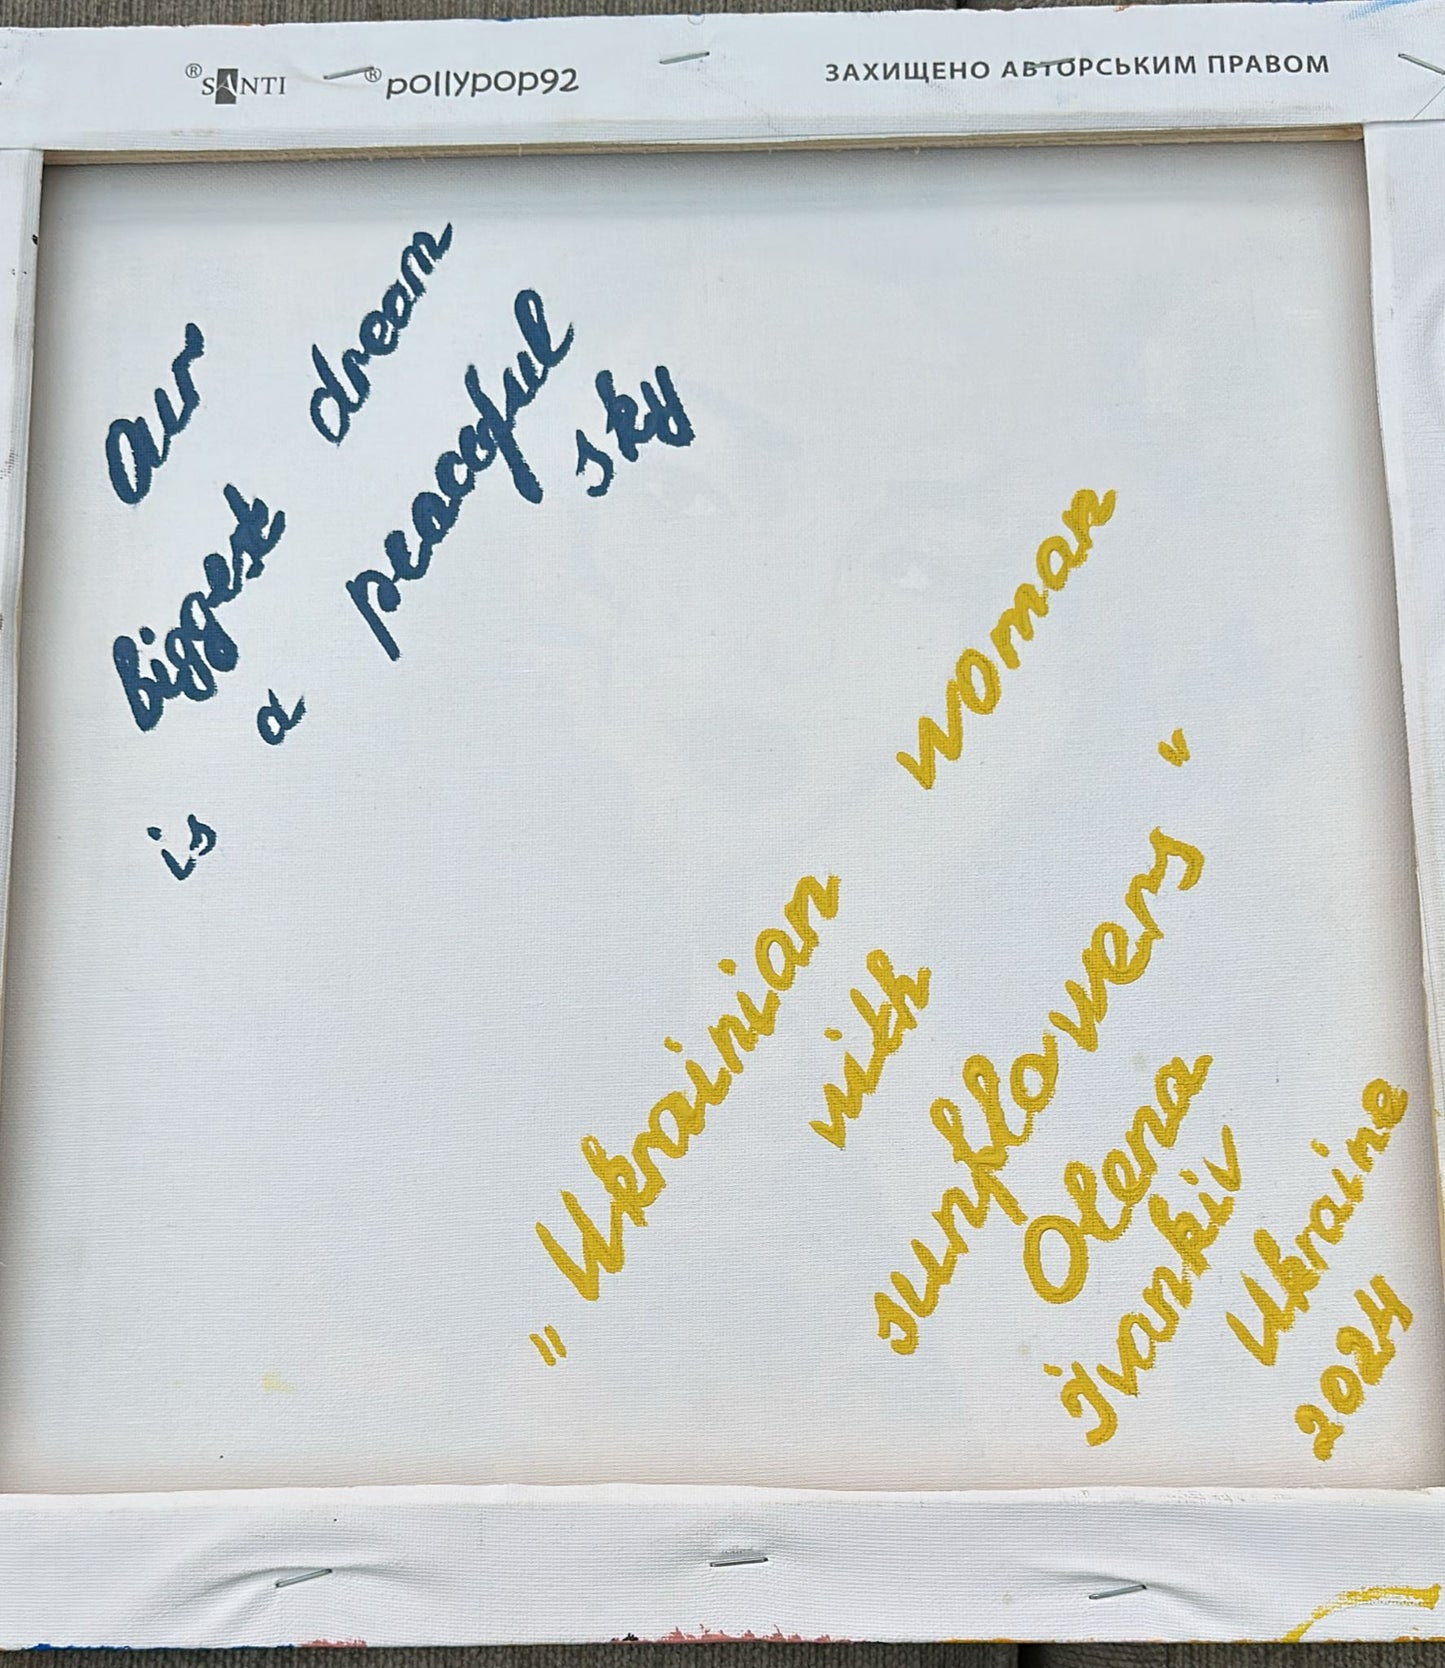 ®SANTI ®pollypop92 ЗАХИЩЕНО АВТОРСЬКИМ ПРАВОМ
our dream
biggest peaceful
is a sky
"Ukrainian woman
with
sunflowers"
Olena
Ivankiv
Ukraine
2024